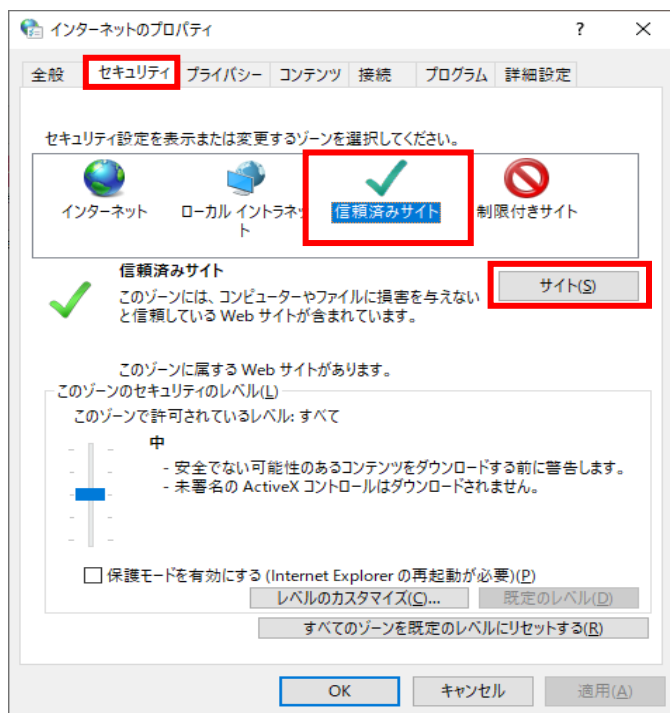 インターネットのプロパティ
全般 セキュリティ プライバシー コンテンツ 接続 プログラム 詳細設定
セキュリティ設定を表示または変更するゾーンを選択してください。
インターネット ローカル イントラネット 信頼済みサイト 制限付きサイト
信頼済みサイト
サイト(S)
このゾーンには、コンピューターやファイルに損害を与えない
と信頼している Web サイトが含まれています。
このゾーンに属する Web サイトがあります。
このゾーンのセキュリティのレベル(L)
このゾーンで許可されているレベル: すべて
中
- 安全でない可能性のあるコンテンツをダウンロードする前に警告します。
- 未署名の ActiveX コントロールはダウンロードされません。
保護モードを有効にする (Internet Explorer の再起動が必要)(P)
レベルのカスタマイズ(C)... 既定のレベル(D)
すべてのゾーンを既定のレベルにリセットする(R)
OK キャンセル 適用(A)